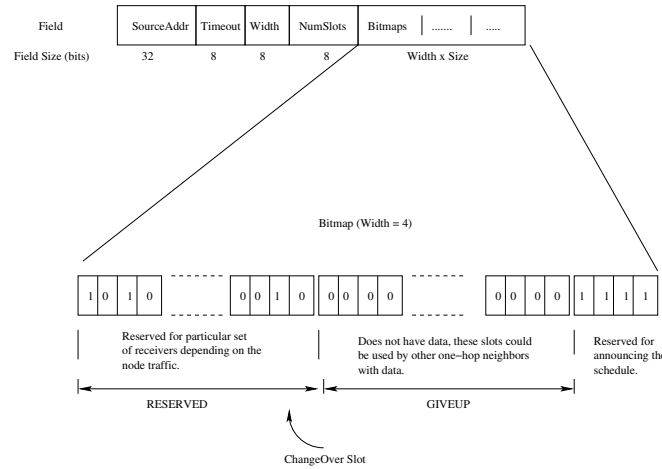 Field SourceAddr Timeout Width NumSlots Bitmaps ....... .....
Field Size (bits) 32 8 8 8 Width x Size
Bitmap (Width = 4)
1 0 1 0 0 0 1 0 0 0 0 0 0 0 0 0 1 1 1 1
Reserved for particular set
of receivers depending on the
node traffic.
Does not have data, these slots could
be used by other one-hop neighbors
with data.
Reserved for
announcing the
schedule.
RESERVED GIVEUP
ChangeOver Slot